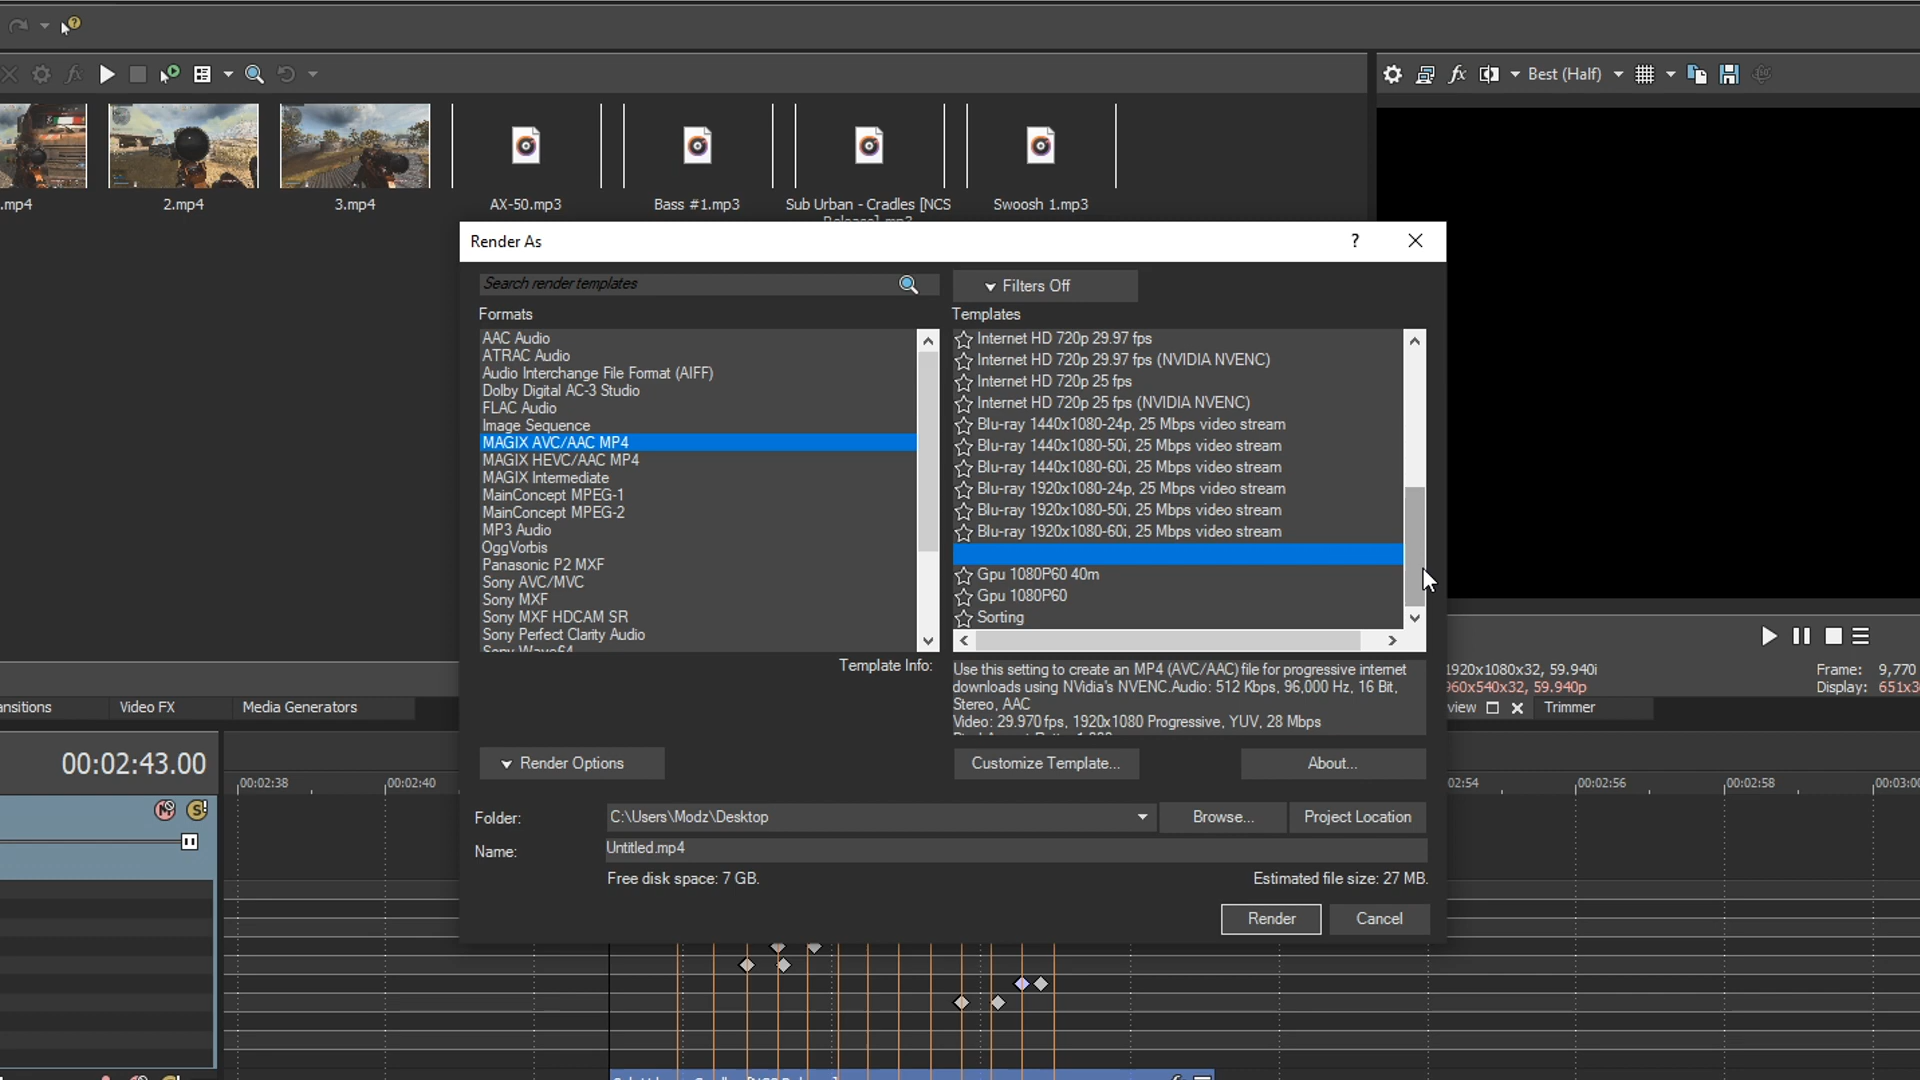 Best (Half)
.mp4
2.mp4
3.mp4
AX-50.mp3
Bass #1.mp3
Sub Urban - Cradles [NCS
Swoosh 1.mp3
Render As
?
Search render templates
Filters Off
Formats
Templates
AAC Audio
ATRAC Audio
Audio Interchange File Format (AIFF)
Dolby Digital AC-3 Studio
FLAC Audio
Image Sequence
MAGIX AVC/AAC MP4
MAGIX HEVC/AAC MP4
MAGIX Intermediate
MainConcept MPEG-1
MainConcept MPEG-2
MP3 Audio
OggVorbis
Panasonic P2 MXF
Sony AVC/MVC
Sony MXF
Sony MXF HDCAM SR
Sony Perfect Clarity Audio
Sony Wave64
Internet HD 720p 29.97 fps
Internet HD 720p 29.97 fps (NVIDIA NVENC)
Internet HD 720p 25 fps
Internet HD 720p 25 fps (NVIDIA NVENC)
Blu-ray 1440x1080-24p, 25 Mbps video stream
Blu-ray 1440x1080-50i, 25 Mbps video stream
Blu-ray 1440x1080-60i, 25 Mbps video stream
Blu-ray 1920x1080-24p, 25 Mbps video stream
Blu-ray 1920x1080-50i, 25 Mbps video stream
Blu-ray 1920x1080-60i, 25 Mbps video stream
Gpu 1080P60 40m
Gpu 1080P60
Sorting
Template Info:
Use this setting to create an MP4 (AVC/AAC) file for progressive internet
downloads using NVidia's NVENC.Audio: 512 Kbps, 96,000 Hz, 16 Bit,
Stereo, AAC
Video: 29.970 fps, 1920x1080 Progressive, YUV, 28 Mbps
1920x1080x32, 59.940i
960x540x32, 59.940p
Frame: 9,770
Display: 651x3
view
Trimmer
ansitions
Video FX
Media Generators
Render Options
Customize Template...
About...
00:02:43.00
00:02:38
00:02:40
02:54
00:02:56
00:02:58
00:03:00
Folder:
C:\Users\Modz\Desktop
Browse...
Project Location
Name:
Untitled.mp4
Free disk space: 7 GB.
Estimated file size: 27 MB.
Render
Cancel